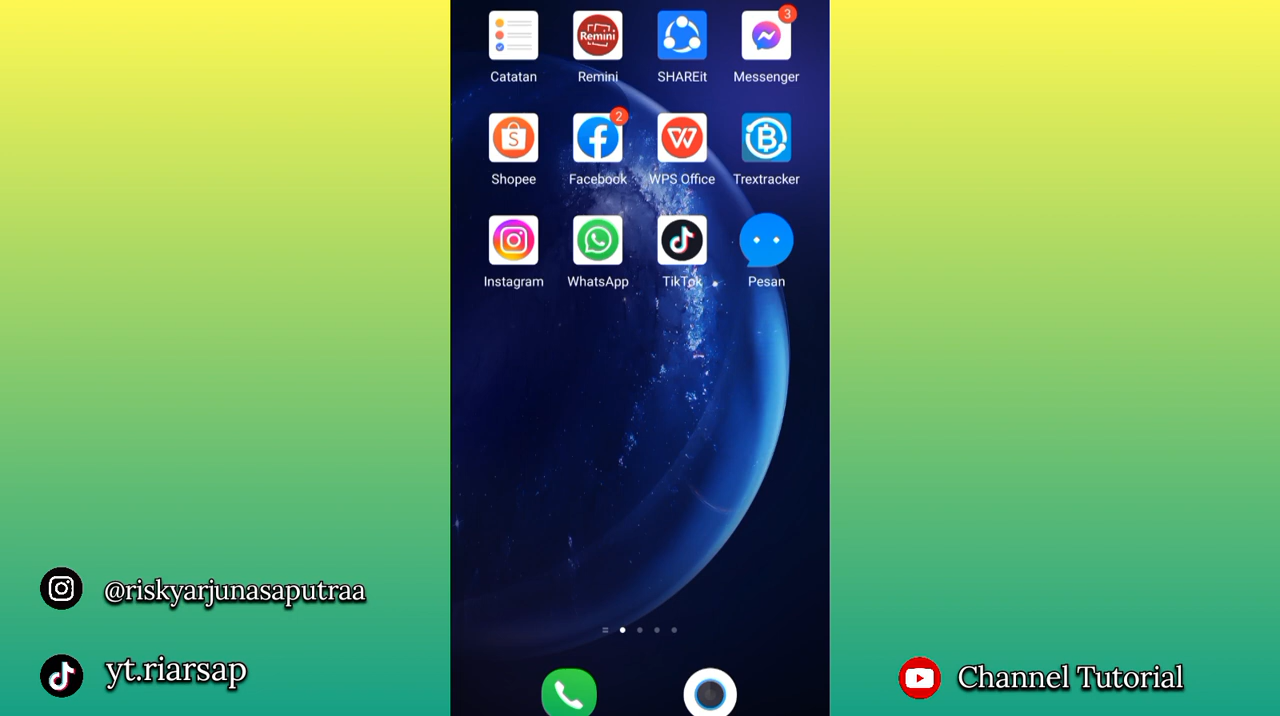 3
Remini
Catatan Remini SHAREit Messenger
2
S
Shopee Facebook WPS Office Trextracker
Instagram WhatsApp TikTok Pesan
@riskyarjunasaputraa
yt.riarsap
Channel Tutorial